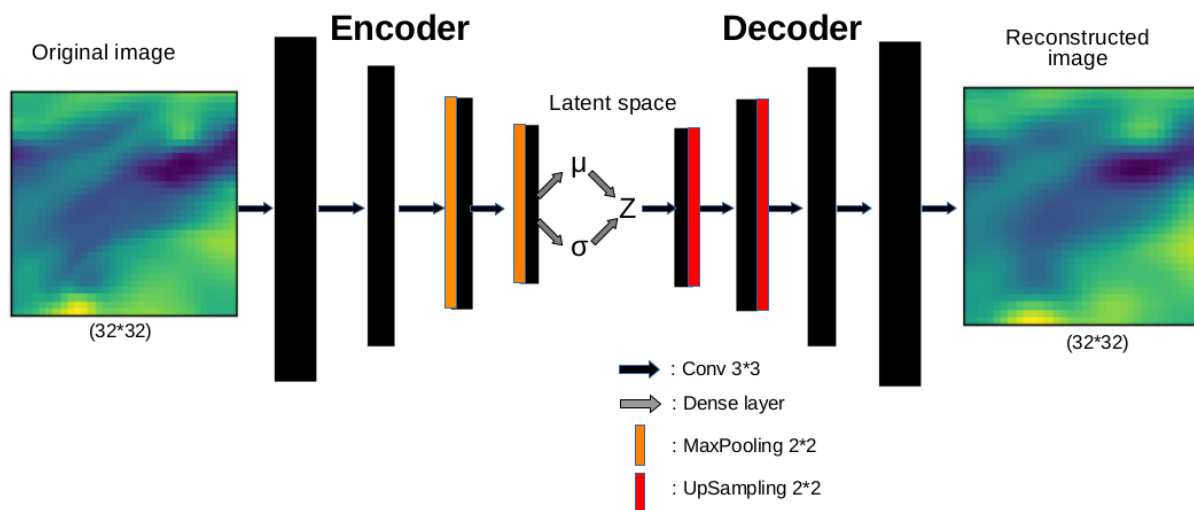 Encoder
Decoder
Original image
Reconstructed
image
Latent space
μ
Z
σ
(32*32)
(32*32)
: Conv 3*3
: Dense layer
: MaxPooling 2*2
: UpSampling 2*2